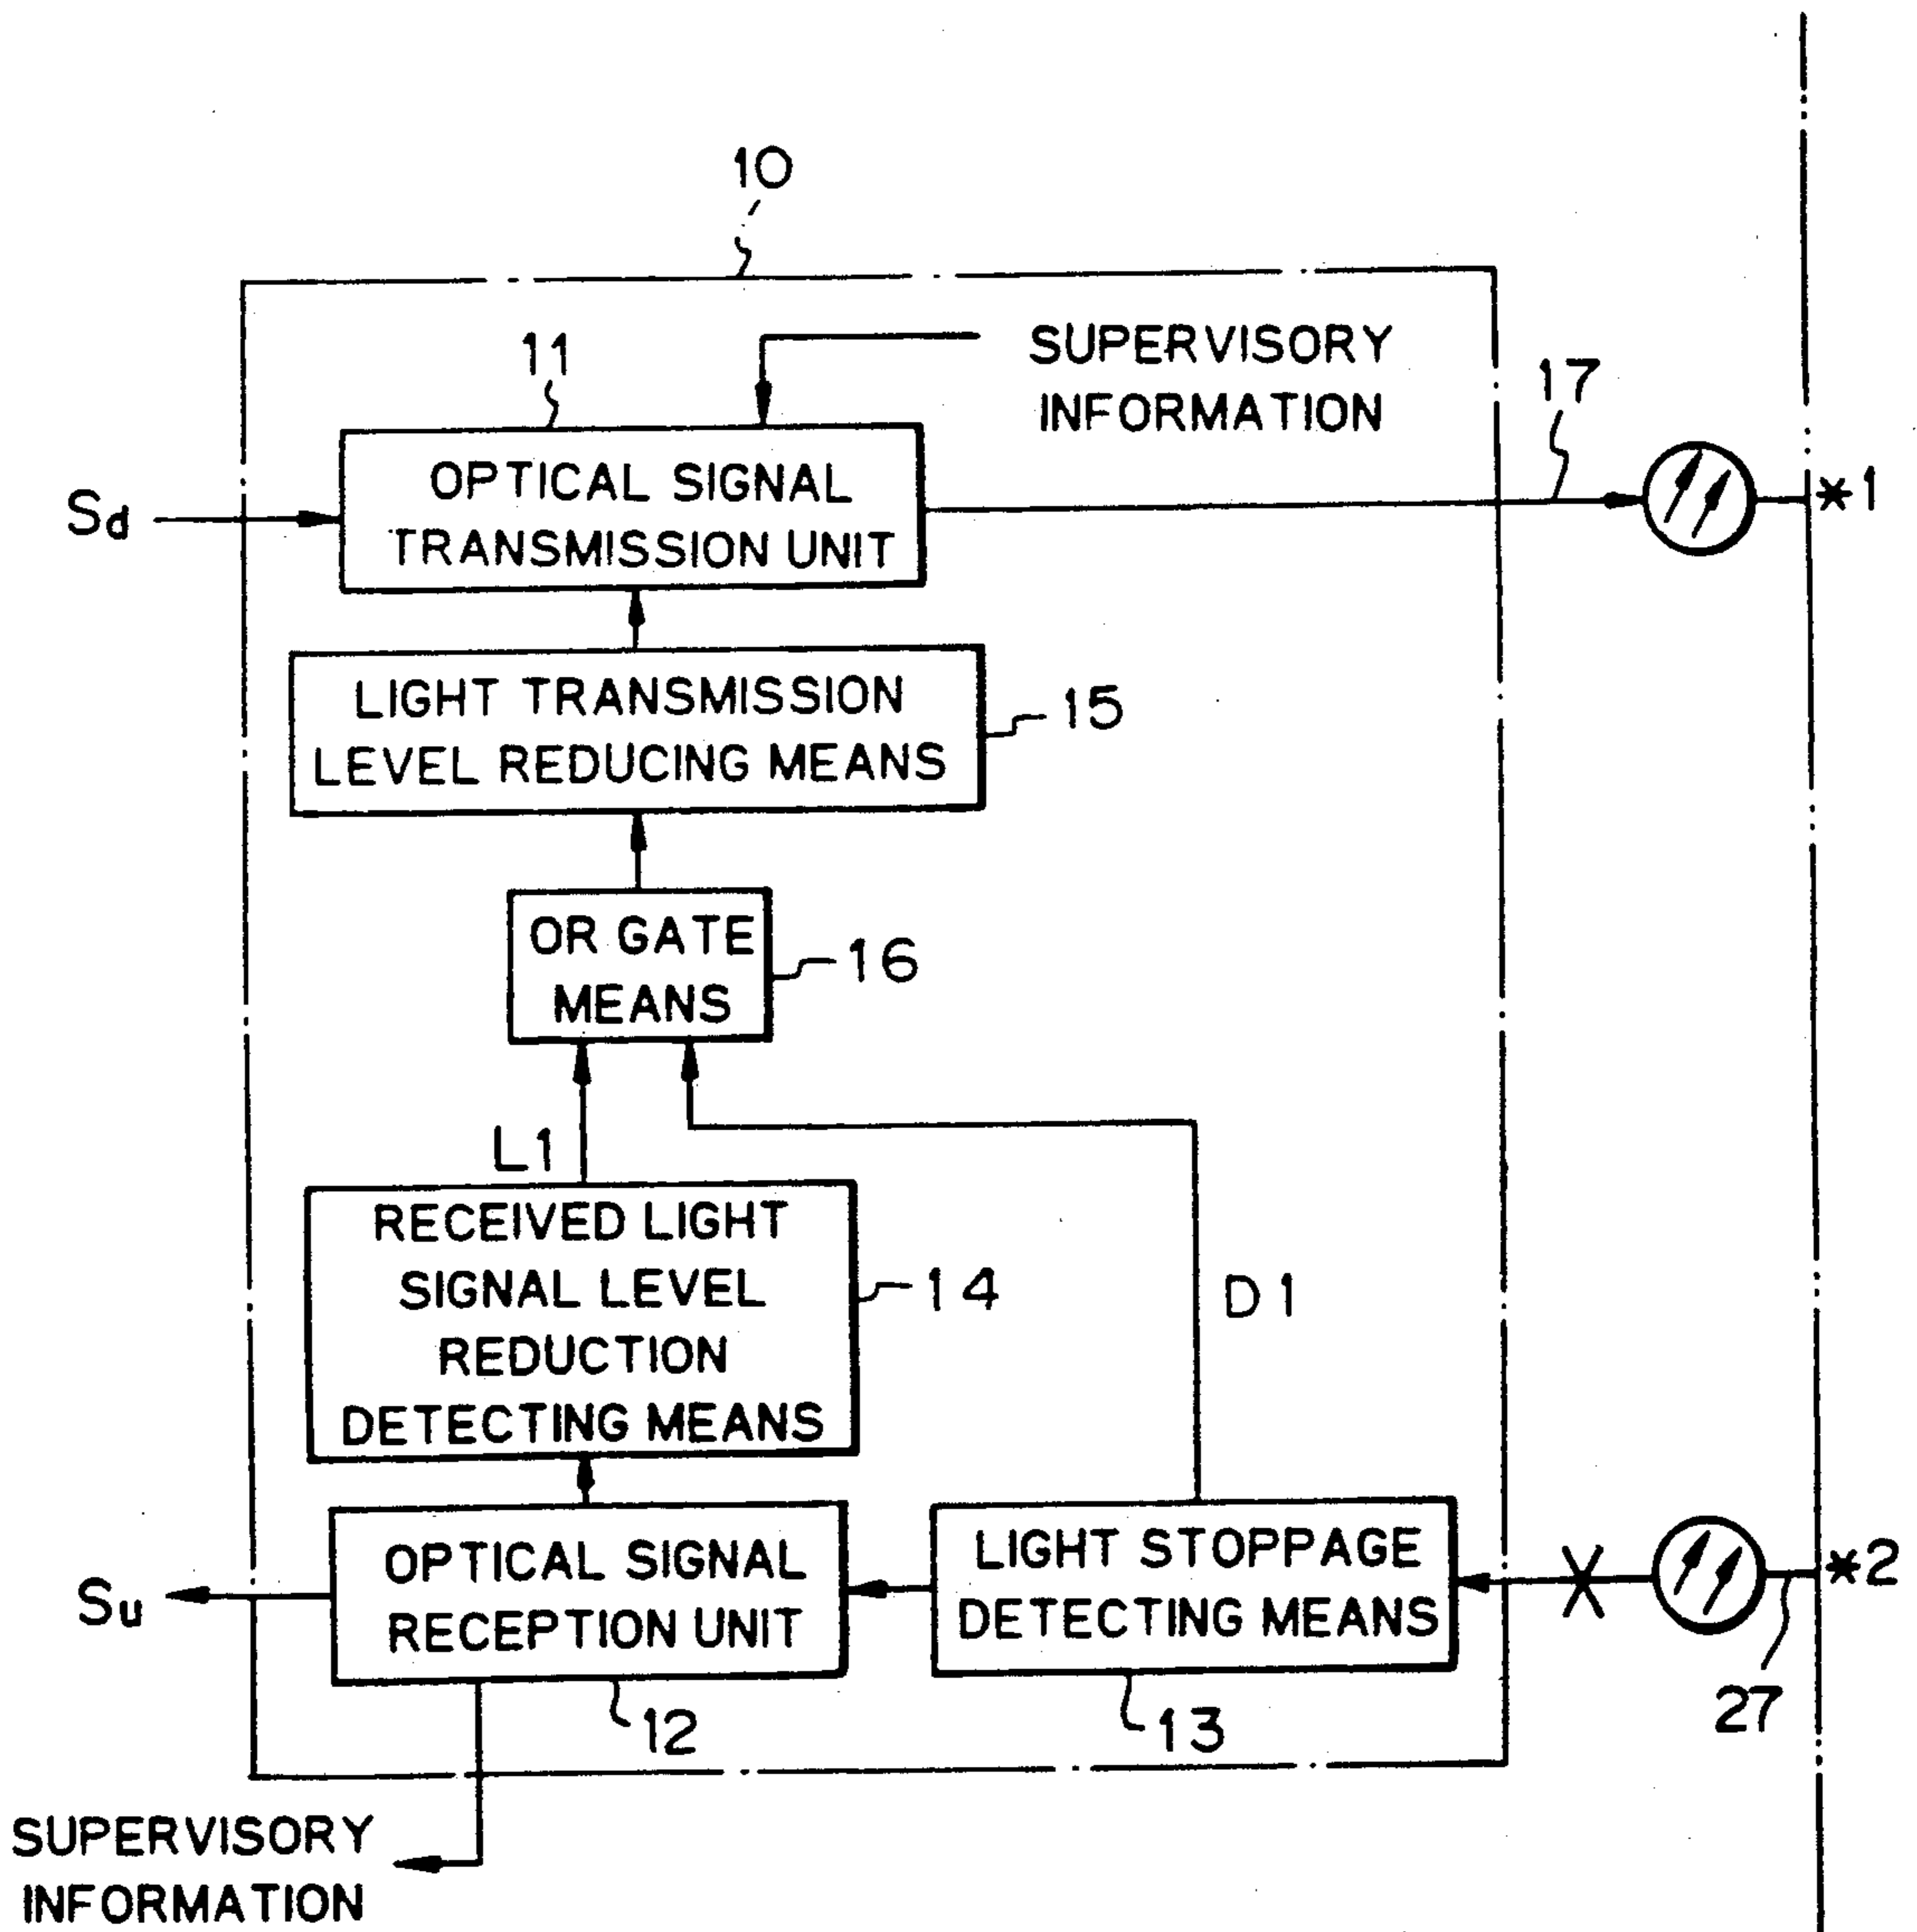 10
11
SUPERVISORY
INFORMATION
17
Sd
OPTICAL SIGNAL
TRANSMISSION UNIT
*1
LIGHT TRANSMISSION
LEVEL REDUCING MEANS
15
OR GATE
MEANS
16
L1
RECEIVED LIGHT
SIGNAL LEVEL
REDUCTION
DETECTING MEANS
14
D1
Su
OPTICAL SIGNAL
RECEPTION UNIT
LIGHT STOPPAGE
DETECTING MEANS
*2
12
13
27
SUPERVISORY
INFORMATION